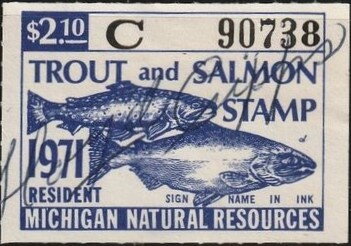 $2.10 C 90738
TROUT and SALMON
STAMP
1971
RESIDENT SIGN NAME IN INK
MICHIGAN NATURAL RESOURCES